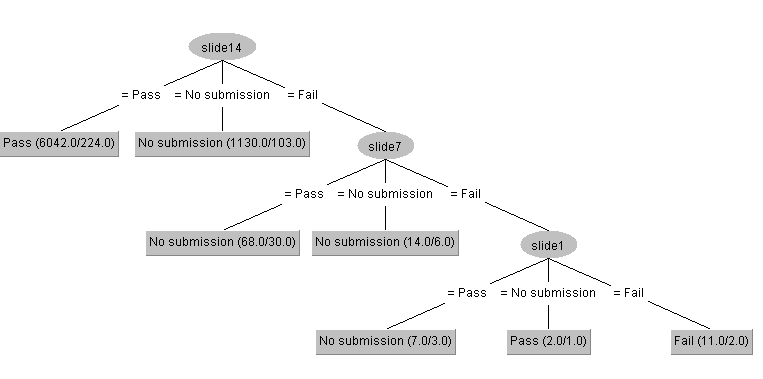 slide14
= Pass = No submission = Fail
Pass (6042.0/224.0) No submission (1130.0/103.0) slide7
= Pass = No submission = Fail
No submission (68.0/30.0) No submission (14.0/6.0) slide1
= Pass = No submission = Fail
No submission (7.0/3.0) Pass (2.0/1.0) Fail (11.0/2.0)